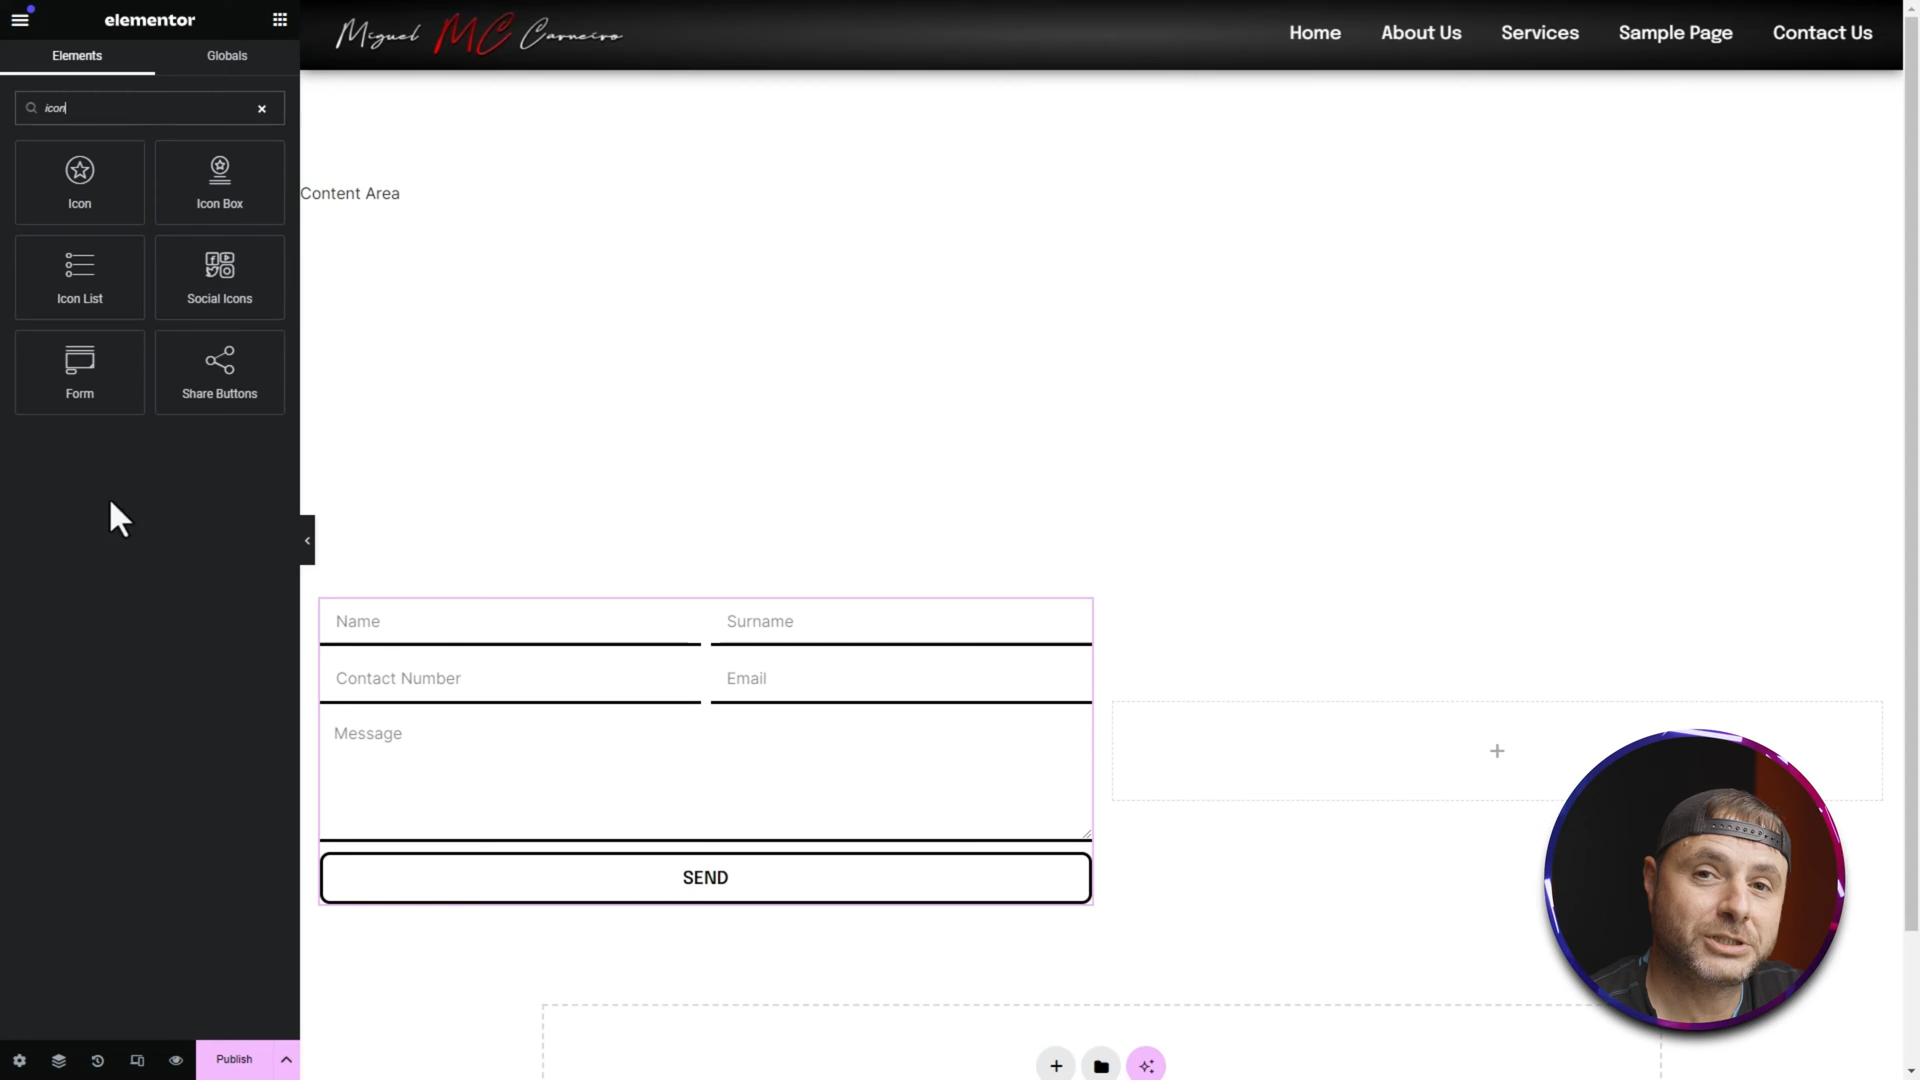 elementor
Elements
Globals
icon
Icon
Icon Box
Icon List
Social Icons
Form
Share Buttons
Publish
Miguel MC Carneiro
Home
About Us
Services
Sample Page
Contact Us
Content Area
Name
Surname
Contact Number
Email
Message
SEND